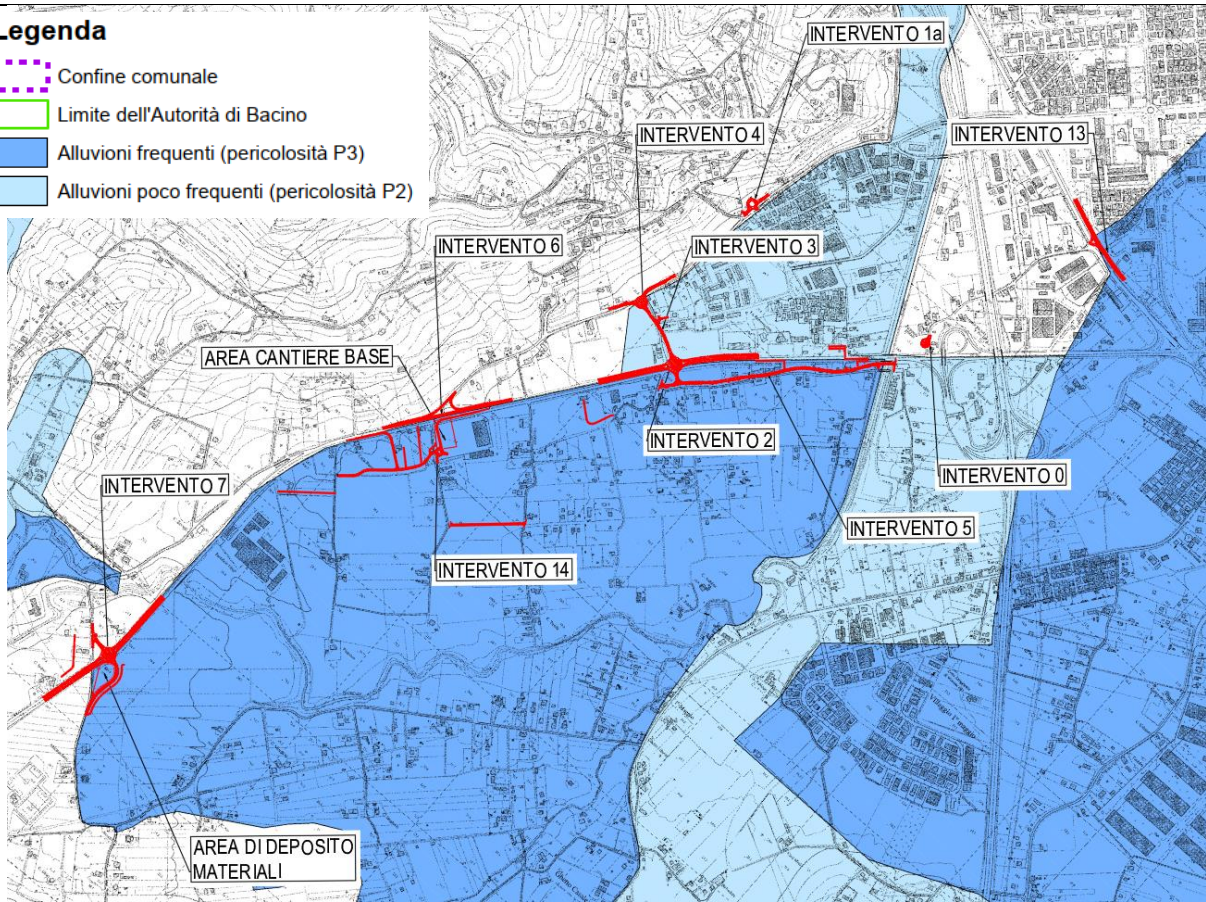 Legenda
Confine comunale
Limite dell'Autorità di Bacino
Alluvioni frequenti (pericolosità P3)
Alluvioni poco frequenti (pericolosità P2)
INTERVENTO 1a
INTERVENTO 4
INTERVENTO 13
INTERVENTO 6
INTERVENTO 3
AREA CANTIERE BASE
INTERVENTO 2
INTERVENTO 0
INTERVENTO 7
INTERVENTO 5
INTERVENTO 14
AREA DI DEPOSITO
MATERIALI